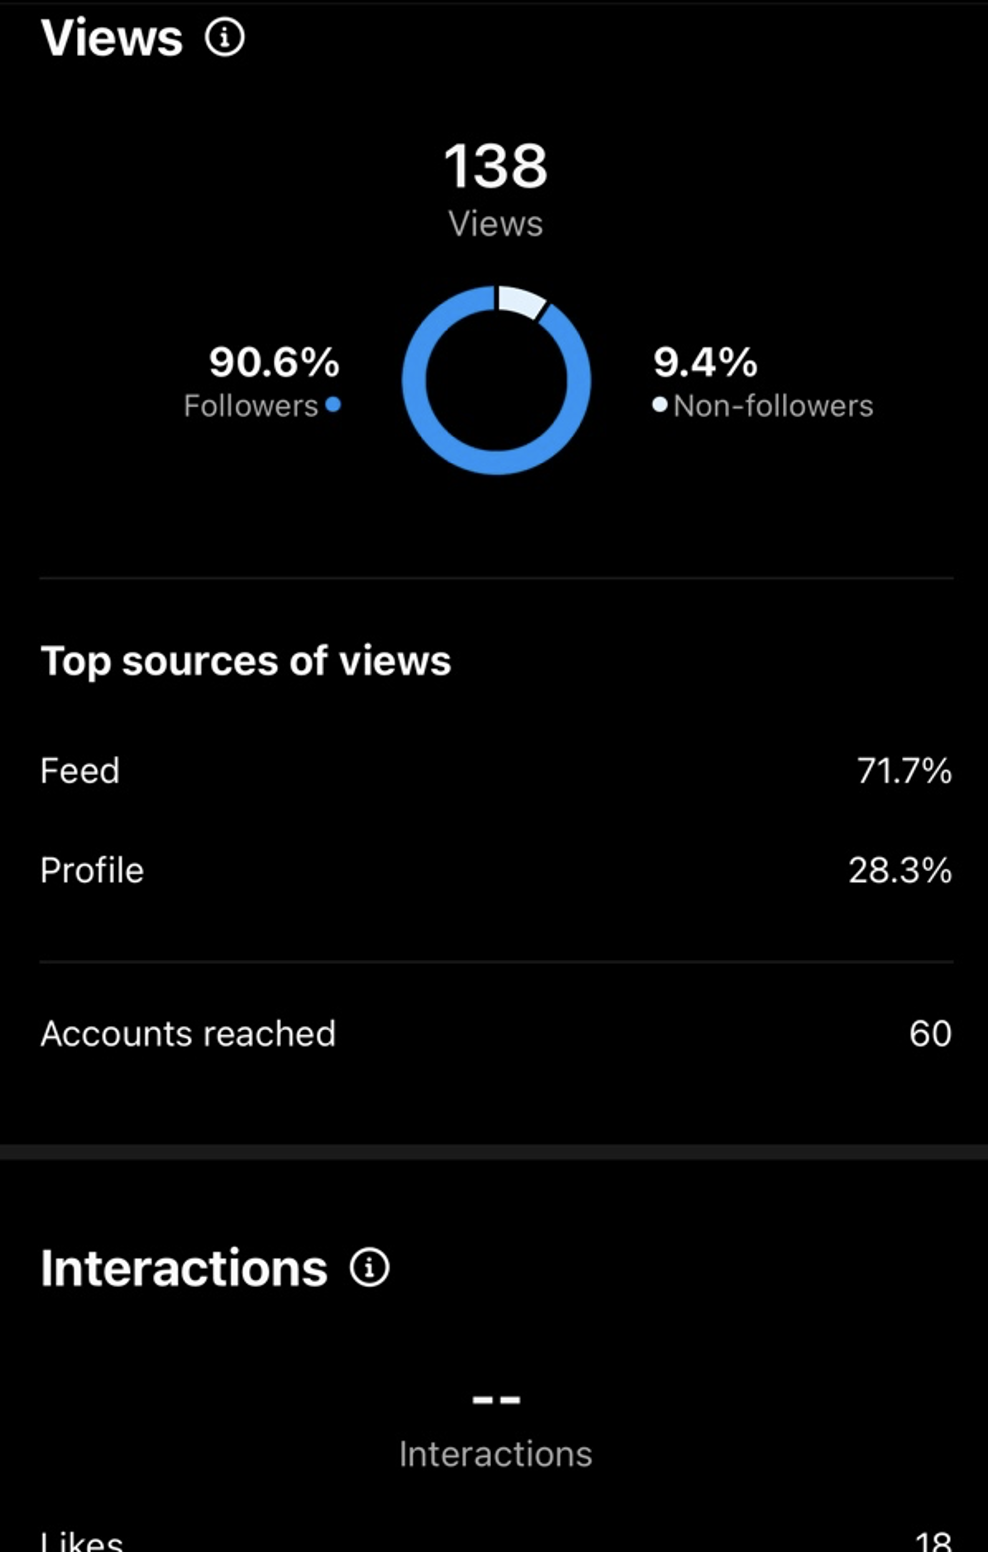 Views
138
Views
90.6%
Followers
9.4%
Non-followers
Top sources of views
Feed 71.7%
Profile 28.3%
Accounts reached 60
Interactions
--
Interactions
Likes 18